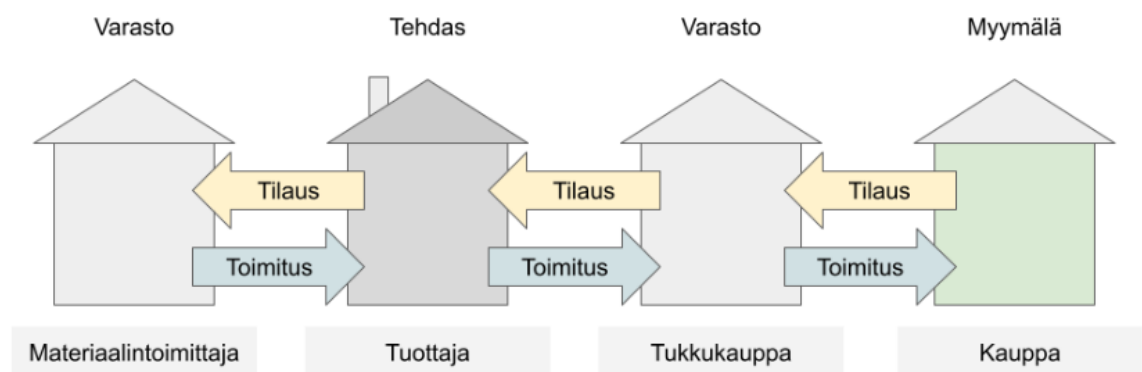 Varasto
Tehdas
Varasto
Myymälä
Tilaus
Tilaus
Tilaus
Toimitus
Toimitus
Toimitus
Materiaalintoimittaja
Tuottaja
Tukkukauppa
Kauppa